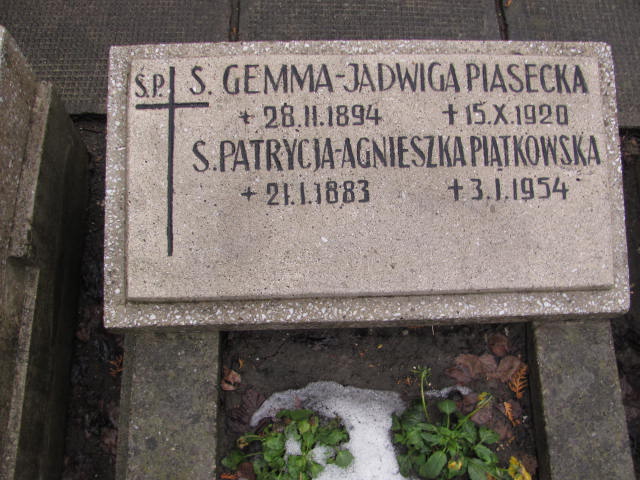 Ś.P. S. GEMMA-JADWIGA PIASECKA
+ 28.II.1894 + 15.X.1920
S. PATRYCJA-AGNIESZKA PIĄTKOWSKA
+ 21.I.1883 + 3.I.1954